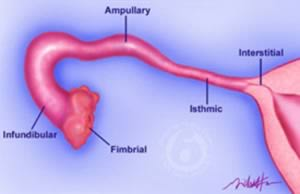 Ampullary
Interstitial
Isthmic
Infundibular
Fimbrial